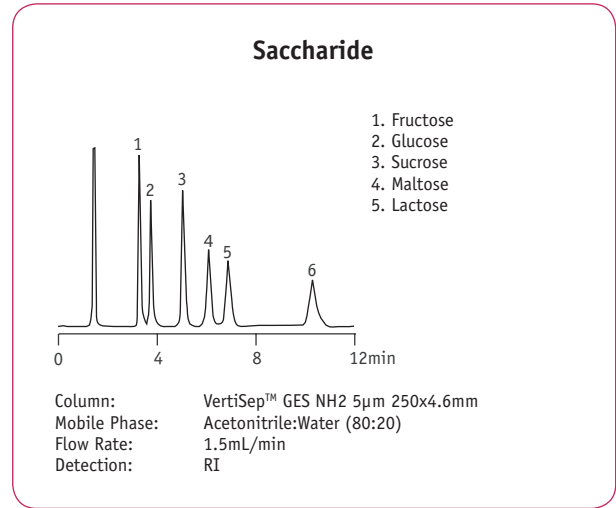 Saccharide
1. Fructose
2. Glucose
3. Sucrose
4. Maltose
5. Lactose
1
2
3
4
5
6
0 4 8 12min
Column: VertiSep™ GES NH2 5µm 250x4.6mm
Mobile Phase: Acetonitrile:Water (80:20)
Flow Rate: 1.5mL/min
Detection: RI